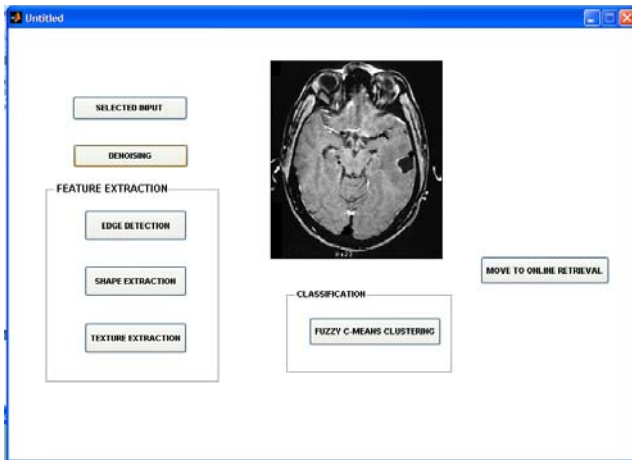 Untitled
SELECTED INPUT
DENOISING
FEATURE EXTRACTION
EDGE DETECTION
SHAPE EXTRACTION
TEXTURE EXTRACTION
CLASSIFICATION
FUZZY C-MEANS CLUSTERING
MOVE TO ONLINE RETRIEVAL